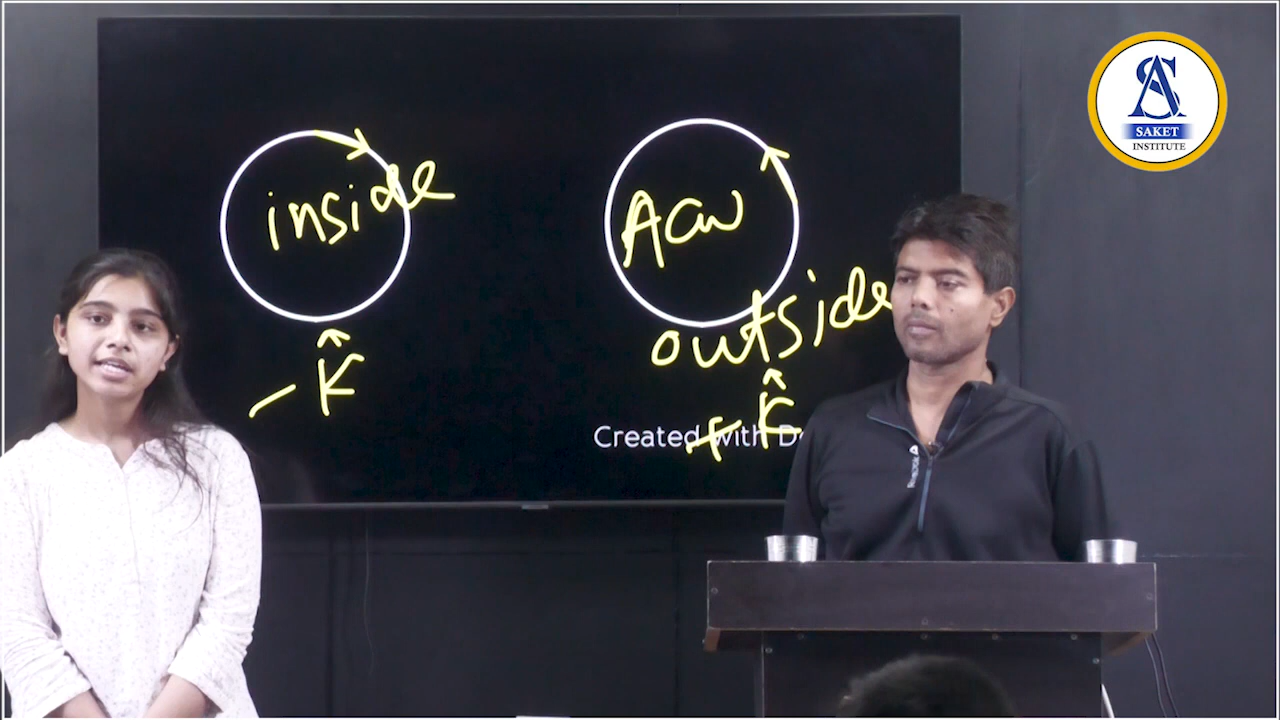 inside
Acw
outside
- k̂
+ k̂
Created with D
SA
SAKET
INSTITUTE